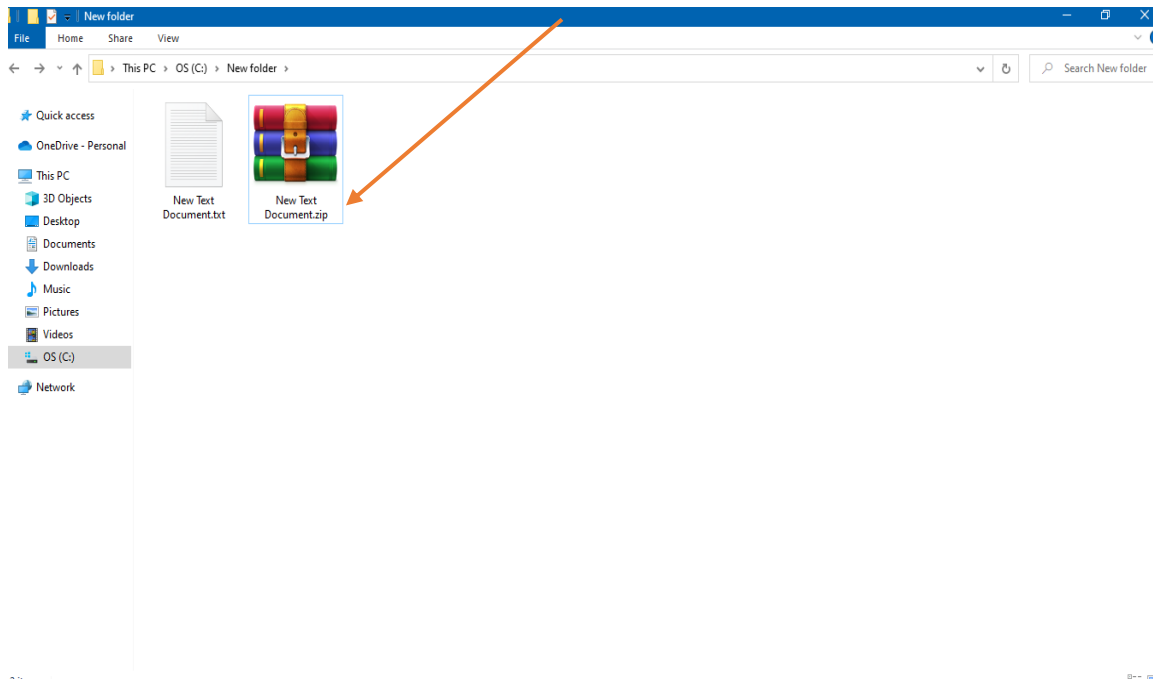 New folder
File Home Share View
This PC > OS (C:) > New folder >
Search New folder
Quick access
OneDrive - Personal
This PC
3D Objects
Desktop
Documents
Downloads
Music
Pictures
Videos
OS (C:)
Network
New Text
Document.txt
New Text
Document.zip